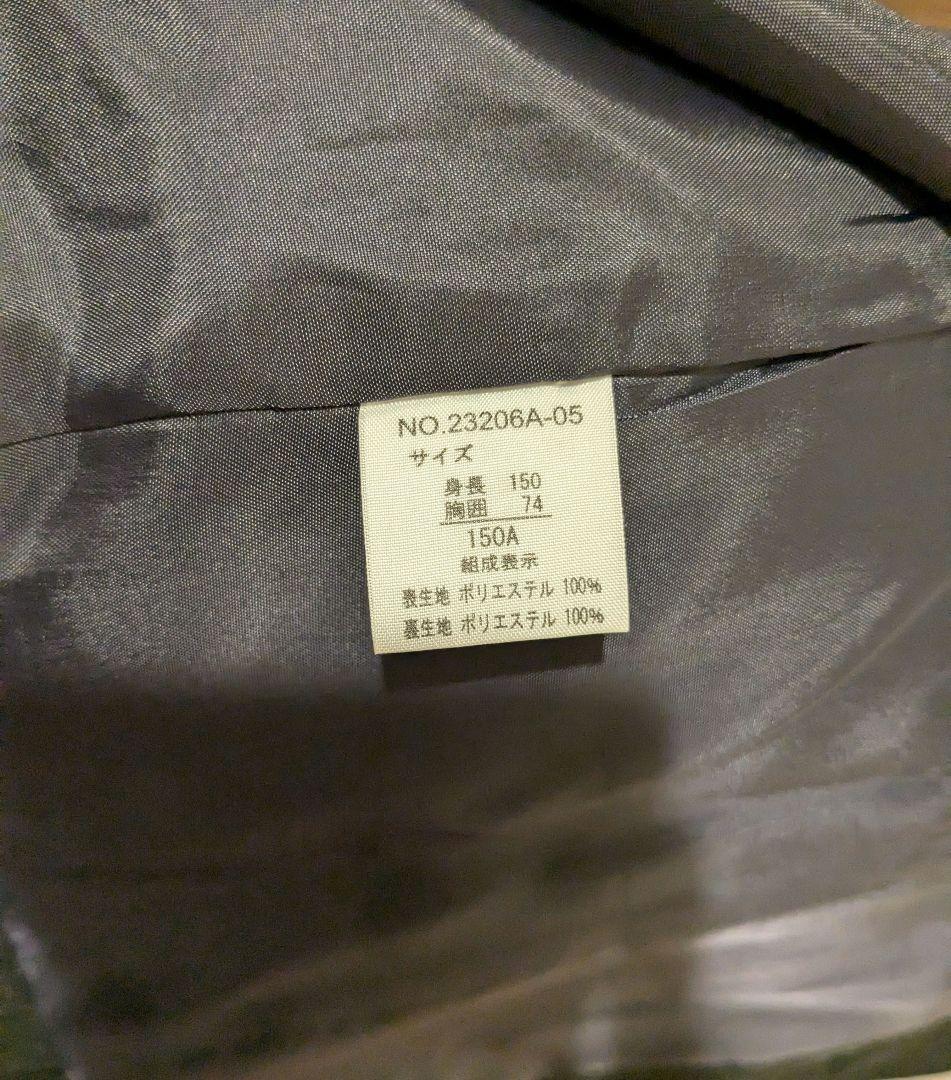 NO.23206A-05
サイズ
身長 150
胸囲 74
150A
組成表示
表生地 ポリエステル 100%
裏生地 ポリエステル 100%